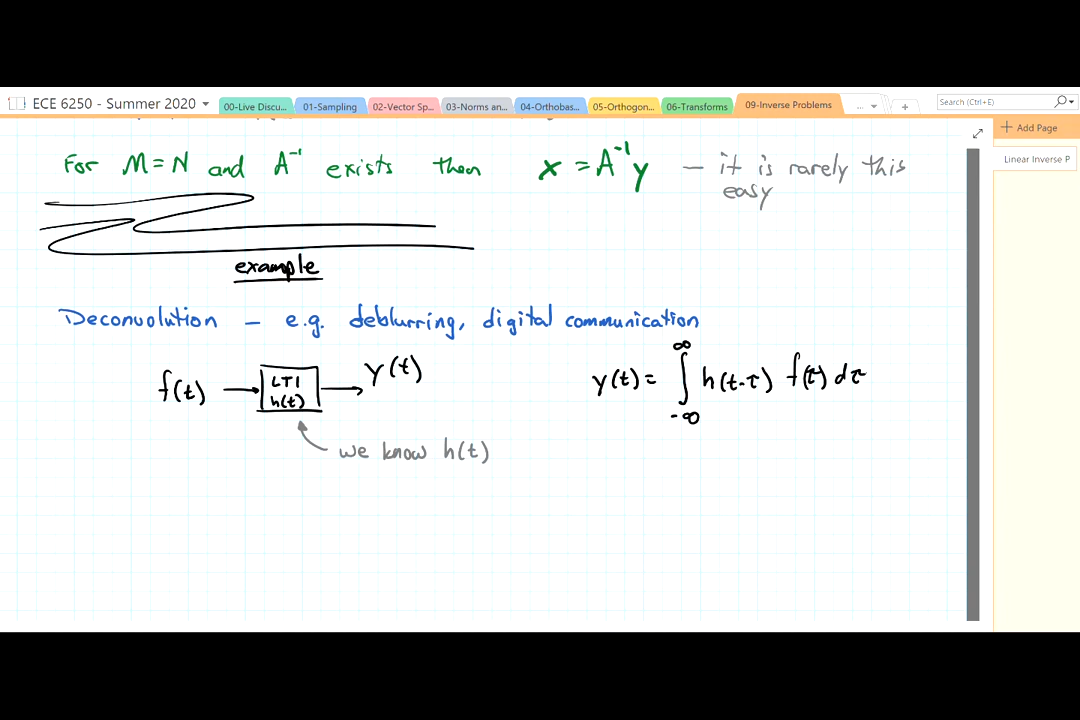 ECE 6250 - Summer 2020
00-Live Discu... 01-Sampling 02-Vector Sp... 03-Norms an... 04-Orthobas... 05-Orthogon... 06-Transforms 09-Inverse Problems ... +
Search (Ctrl+E)
+ Add Page
Linear Inverse P
For M=N and A⁻¹ exists then x = A⁻¹y — it is rarely this
easy
example
Deconvolution – e.g. deblurring, digital communication
f(t) → LTI h(t) → y(t)
y(t) = ∫_{-∞}^{∞} h(t-τ) f(τ) dτ
we know h(t)